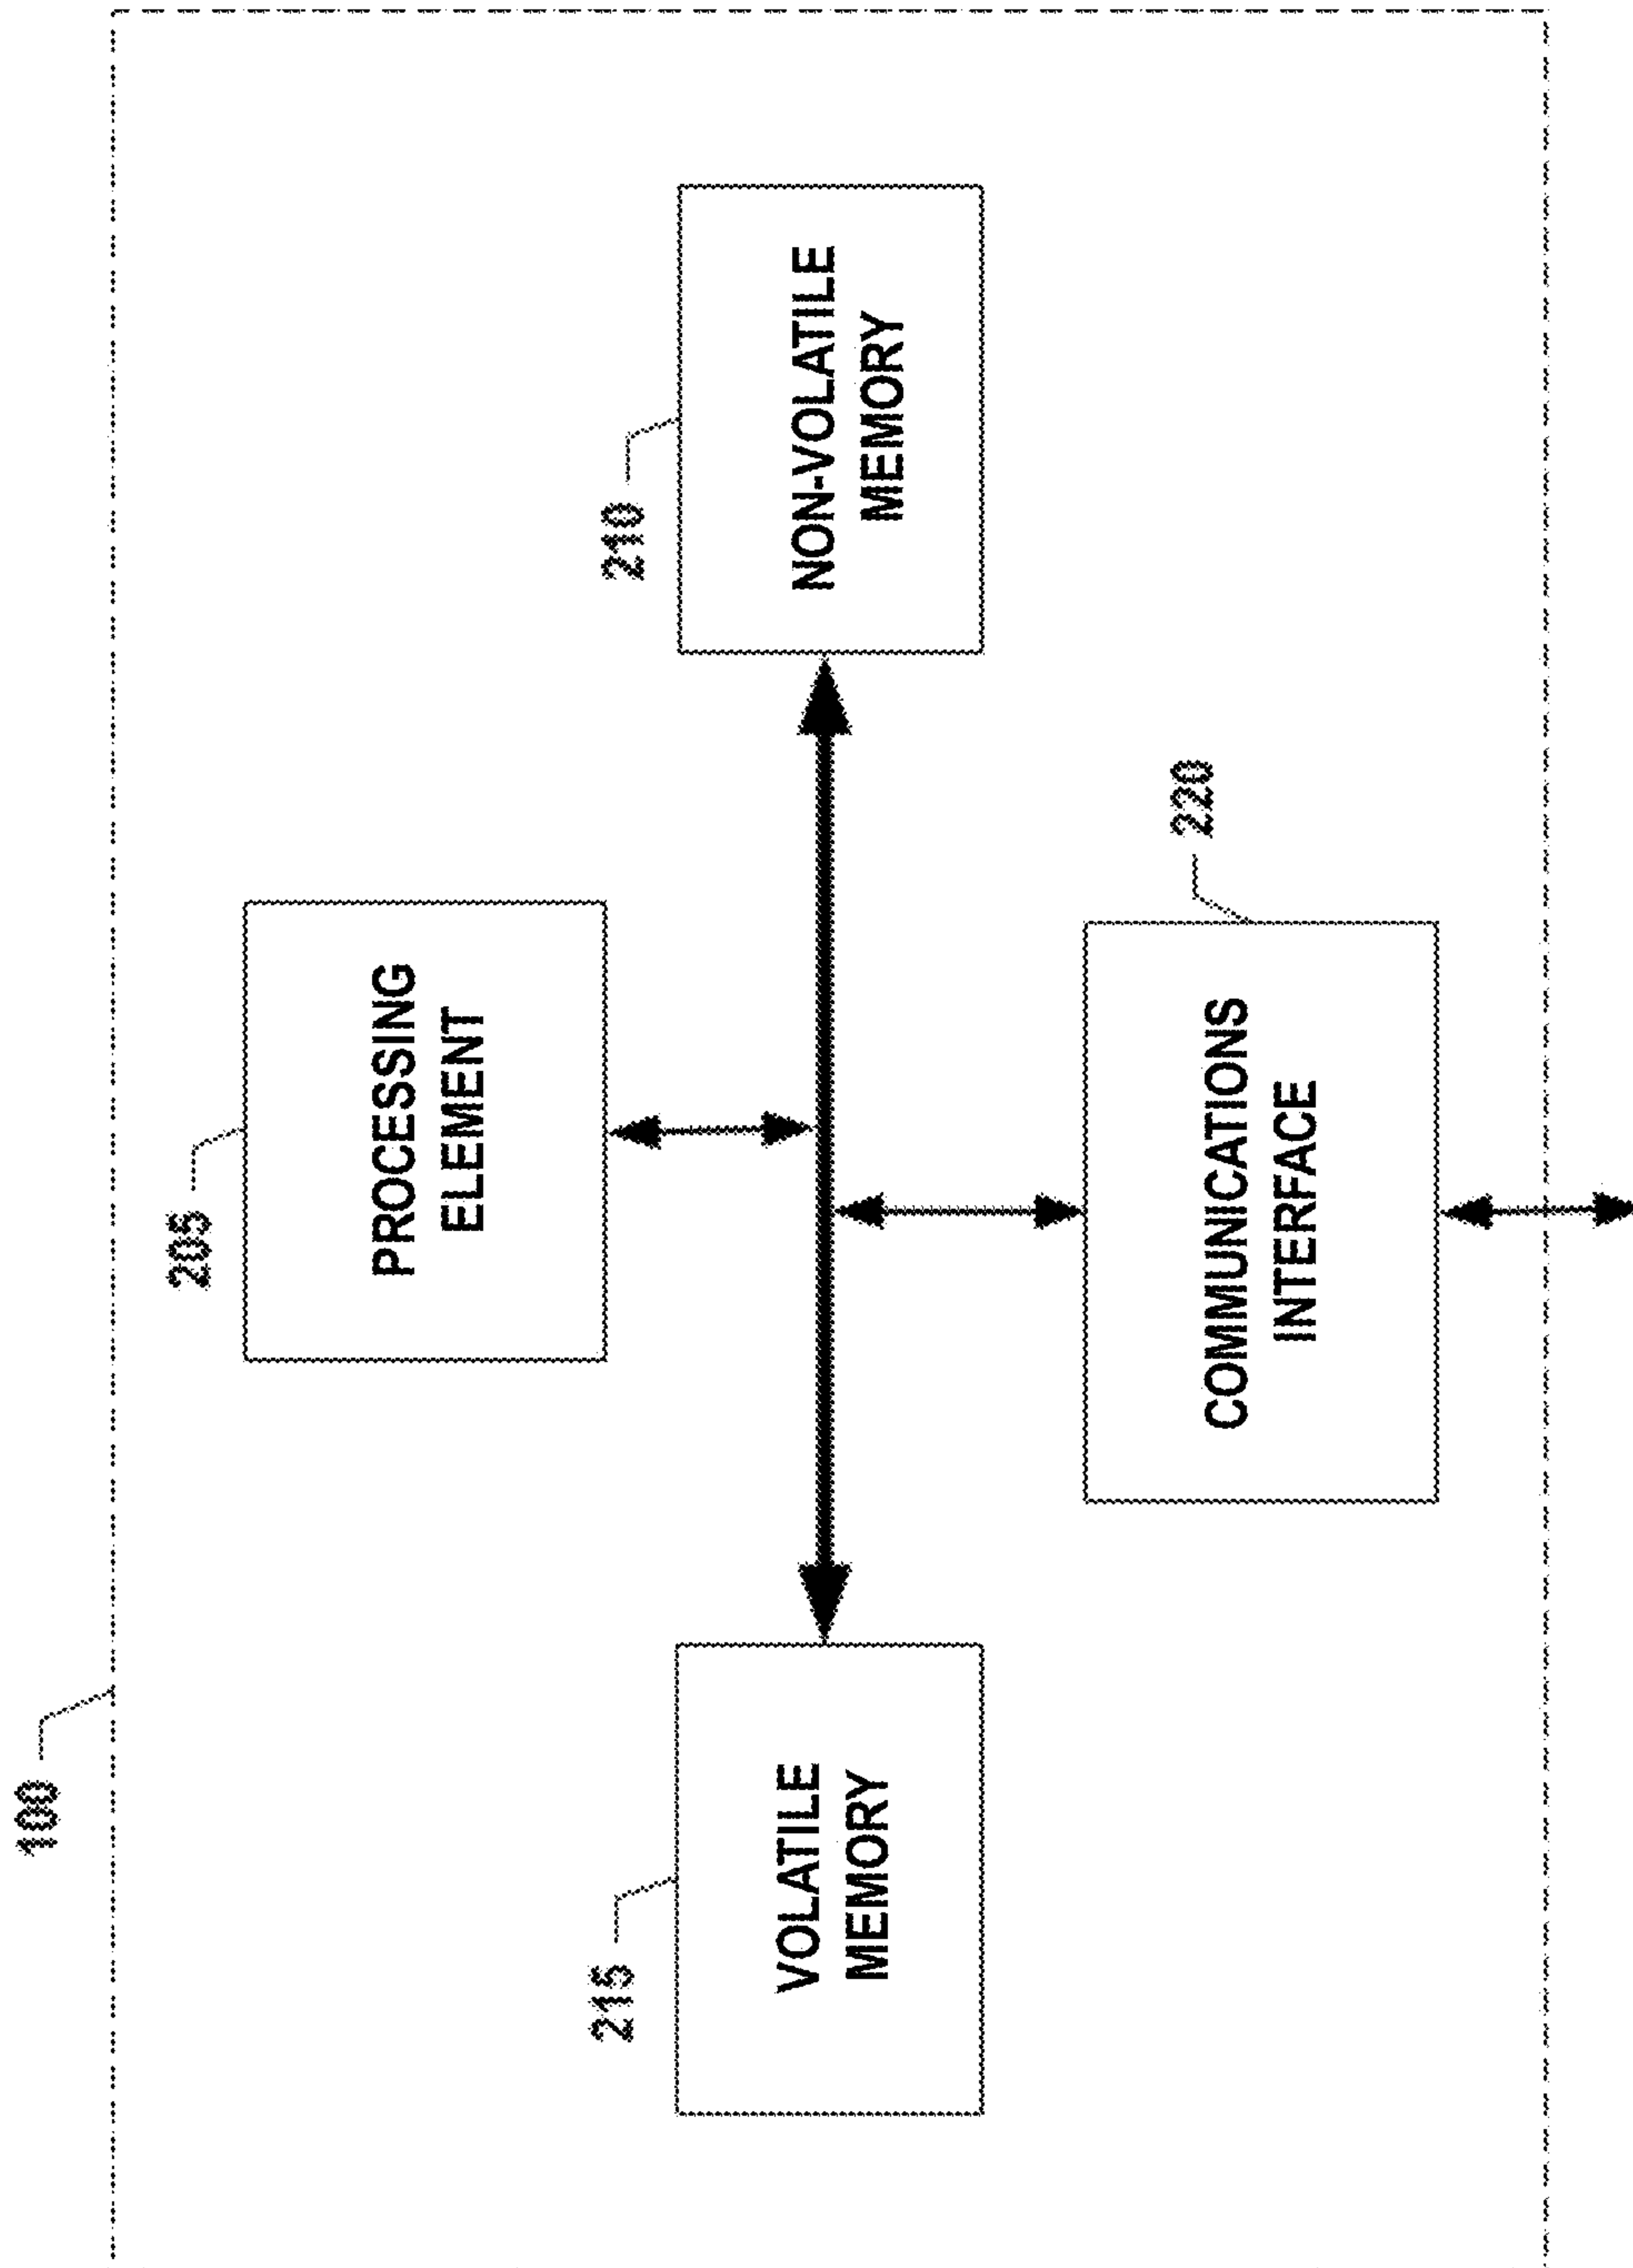 100
205
PROCESSING
ELEMENT
215
VOLATILE
MEMORY
210
NON-VOLATILE
MEMORY
220
COMMUNICATIONS
INTERFACE